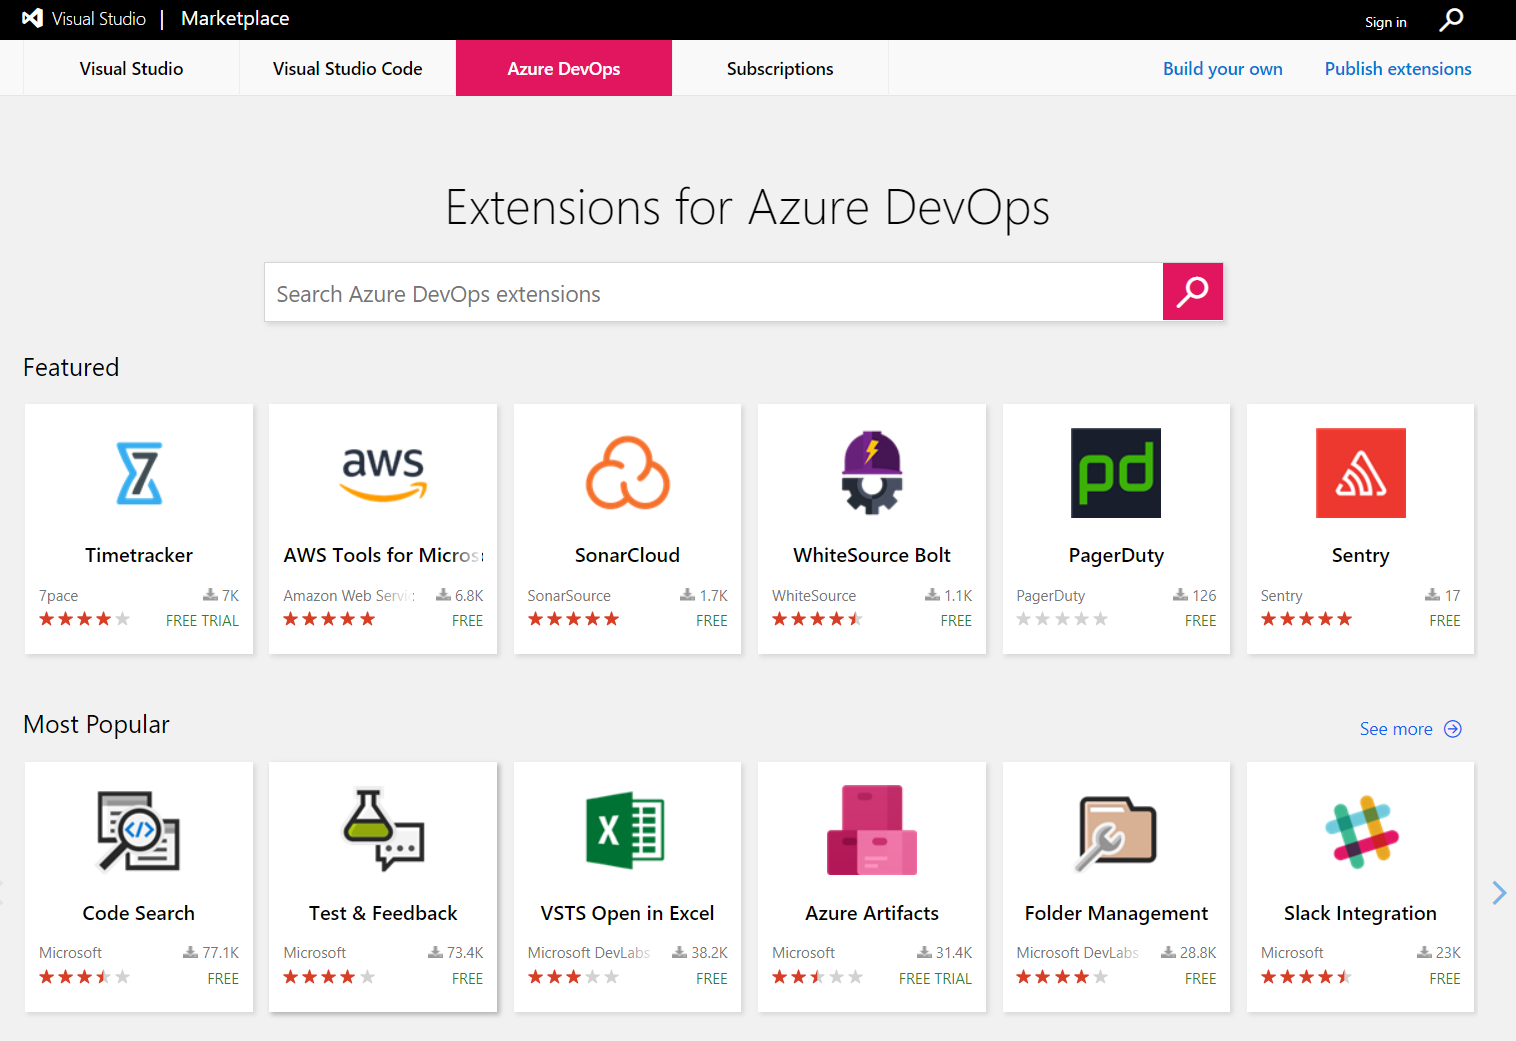 Visual Studio | Marketplace
Sign in
Visual Studio
Visual Studio Code
Azure DevOps
Subscriptions
Build your own
Publish extensions
Extensions for Azure DevOps
Search Azure DevOps extensions
Featured
7
Timetracker
7pace
7K
FREE TRIAL
aws
AWS Tools for Micros
Amazon Web Servic
6.8K
FREE
SonarCloud
SonarSource
1.7K
FREE
WhiteSource Bolt
WhiteSource
1.1K
FREE
pd
PagerDuty
PagerDuty
126
FREE
Sentry
Sentry
17
FREE
Most Popular
See more
</>
Code Search
Microsoft
77.1K
FREE
Test & Feedback
Microsoft
73.4K
FREE
X
VSTS Open in Excel
Microsoft DevLabs
38.2K
FREE
Azure Artifacts
Microsoft
31.4K
FREE TRIAL
Folder Management
Microsoft DevLabs
28.8K
FREE
Slack Integration
Microsoft
23K
FREE